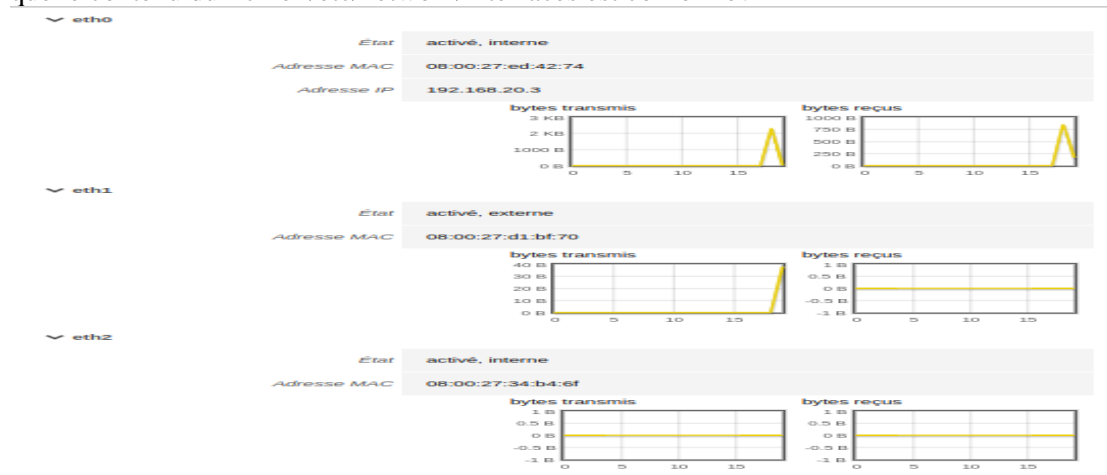 eth0
État activé, interne
Adresse MAC 08:00:27:ed:42:74
Adresse IP 192.168.20.3
bytes transmis bytes reçus
3 KB 1000 B
2 KB 750 B
500 B
1000 B
250 B
0 B 0 B
0 5 10 15 0 5 10 15
eth1
État activé, externe
Adresse MAC 08:00:27:d1:bf:70
bytes transmis bytes reçus
40 B 1 B
30 B 0.5 B
20 B 0 B
10 B -0.5 B
0 B -1 B
0 5 10 15 0 5 10 15
eth2
État activé, interne
Adresse MAC 08:00:27:34:b4:6f
bytes transmis bytes reçus
1 B 1 B
0.5 B 0.5 B
0 B 0 B
-0.5 B -0.5 B
-1 B -1 B
0 5 10 15 0 5 10 15